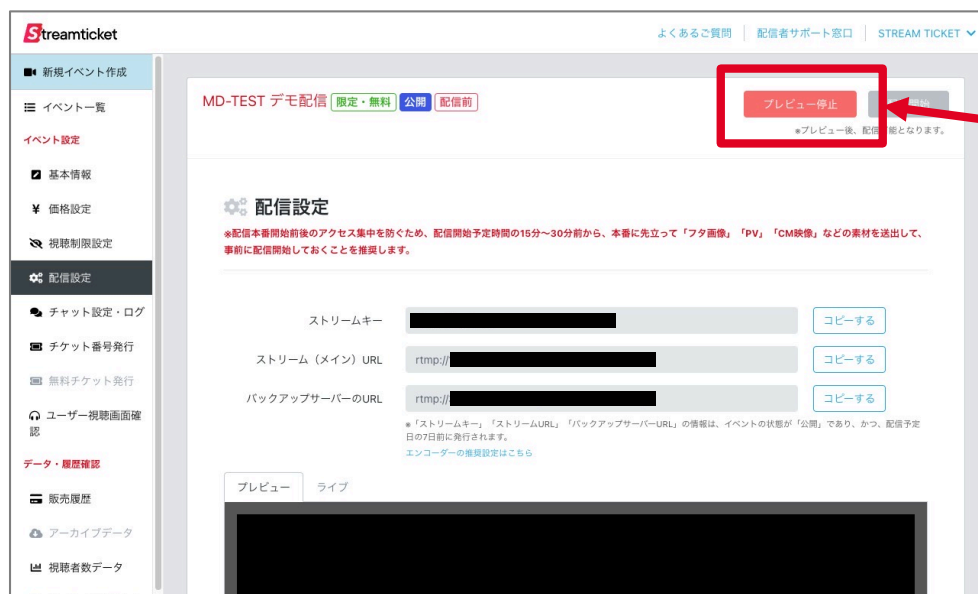 Streamticket
よくあるご質問
配信者サポート窓口
STREAM TICKET
新規イベント作成
イベント一覧
イベント設定
基本情報
価格設定
視聴制限設定
配信設定
チャット設定・ログ
チケット番号発行
無料チケット発行
ユーザー視聴画面確
認
データ・履歴確認
販売履歴
アーカイブデータ
視聴者数データ
MD-TEST デモ配信 限定・無料 公開 配信前
プレビュー停止
※プレビュー後、配信可能となります。
配信設定
※配信本番開始前後のアクセス集中を防ぐため、配信開始予定時間の15分〜30分前から、本番に先立って「フタ画像」「PV」「CM映像」などの素材を送出して、
事前に配信開始しておくことを推奨します。
ストリームキー
コピーする
ストリーム（メイン）URL
rtmp://
コピーする
バックアップサーバーのURL
rtmp://
コピーする
※「ストリームキー」「ストリームURL」「バックアップサーバーURL」の情報は、イベントの状態が「公開」であり、かつ、配信予定
日の7日前に発行されます。
エンコーダーの推奨設定はこちら
プレビュー
ライブ